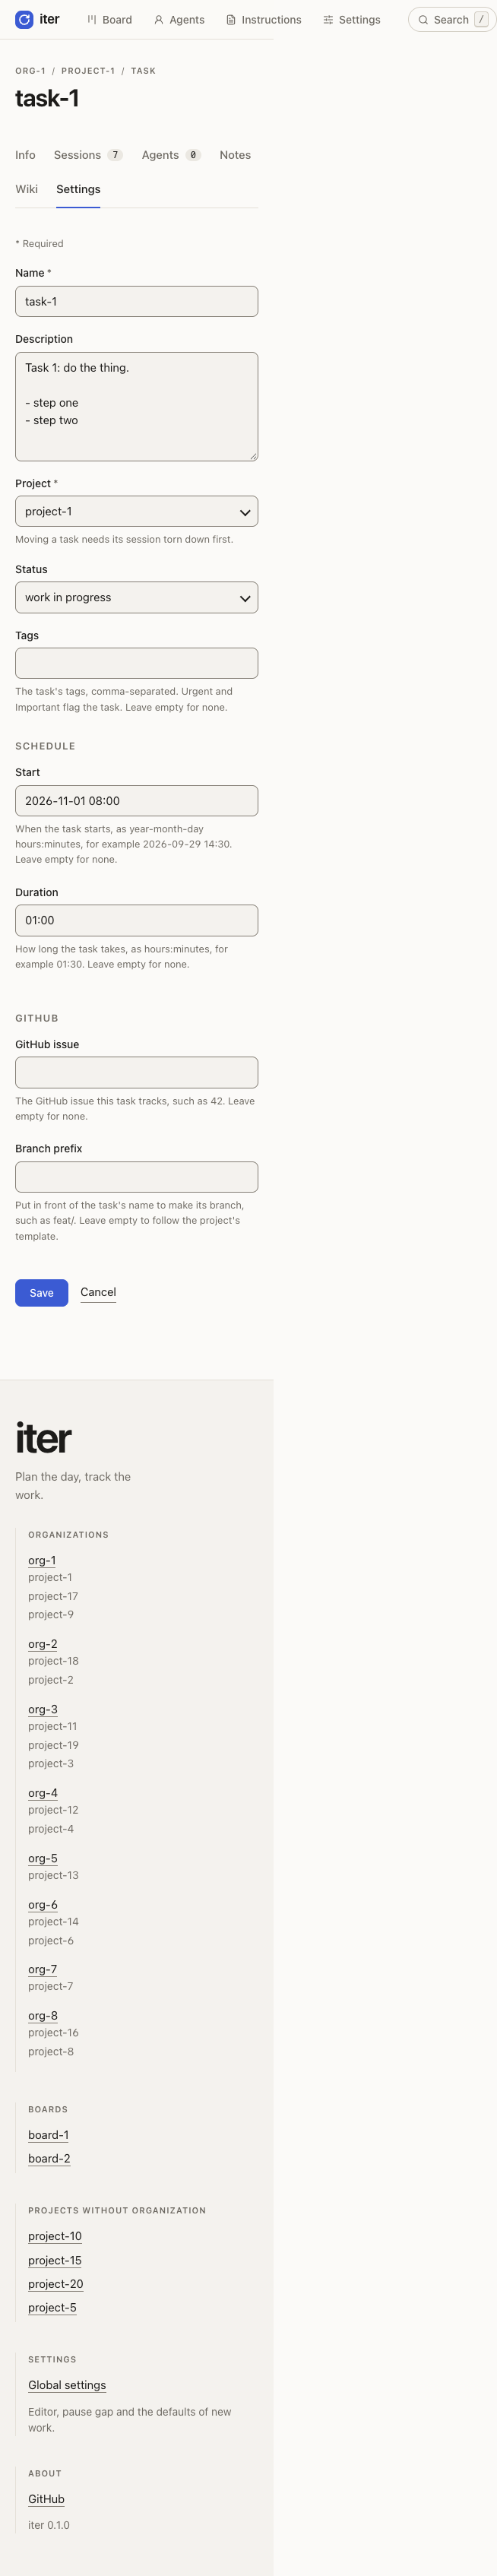 iter Board Agents Instructions Settings Search /
ORG-1 / PROJECT-1 / TASK
task-1
Info Sessions 7 Agents 0 Notes
Wiki Settings
* Required
Name *
task-1
Description
Task 1: do the thing.
- step one
- step two
Project *
project-1
Moving a task needs its session torn down first.
Status
work in progress
Tags
The task's tags, comma-separated. Urgent and
Important flag the task. Leave empty for none.
SCHEDULE
Start
2026-11-01 08:00
When the task starts, as year-month-day
hours:minutes, for example 2026-09-29 14:30.
Leave empty for none.
Duration
01:00
How long the task takes, as hours:minutes, for
example 01:30. Leave empty for none.
GITHUB
GitHub issue
The GitHub issue this task tracks, such as 42. Leave
empty for none.
Branch prefix
Put in front of the task's name to make its branch,
such as feat/. Leave empty to follow the project's
template.
Save Cancel
iter
Plan the day, track the
work.
ORGANIZATIONS
org-1
project-1
project-17
project-9
org-2
project-18
project-2
org-3
project-11
project-19
project-3
org-4
project-12
project-4
org-5
project-13
org-6
project-14
project-6
org-7
project-7
org-8
project-16
project-8
BOARDS
board-1
board-2
PROJECTS WITHOUT ORGANIZATION
project-10
project-15
project-20
project-5
SETTINGS
Global settings
Editor, pause gap and the defaults of new
work.
ABOUT
GitHub
iter 0.1.0